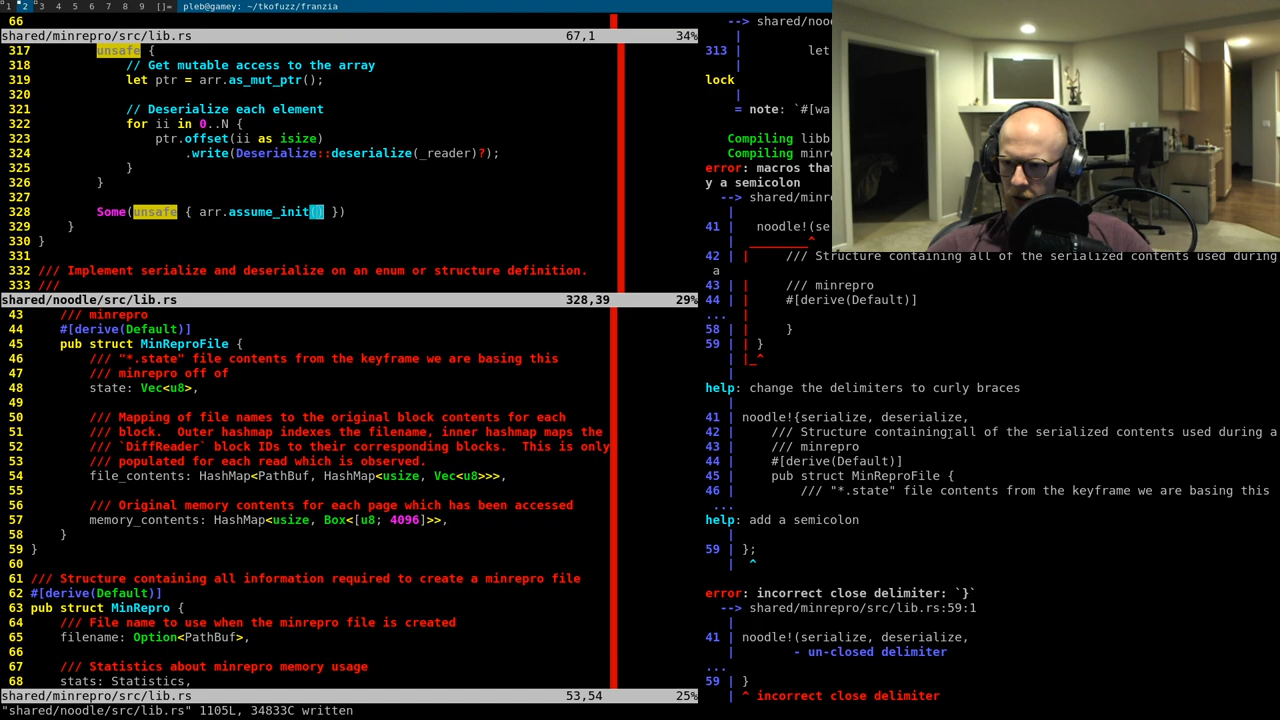 1 2 3 4 5 6 7 8 9 []= pleb@gamey: ~/tkofuzz/franzia
66
shared/minrepro/src/lib.rs 67,1 34%
317 unsafe {
318 // Get mutable access to the array
319 let ptr = arr.as_mut_ptr();
320
321 // Deserialize each element
322 for ii in 0..N {
323 ptr.offset(ii as isize)
324 .write(Deserialize::deserialize(_reader)?);
325 }
326 }
327
328 Some(unsafe { arr.assume_init() })
329 }
330 }
331
332 /// Implement serialize and deserialize on an enum or structure definition.
333 ///
shared/noodle/src/lib.rs 328,39 29%
43 /// minrepro
44 #[derive(Default)]
45 pub struct MinReproFile {
46 /// "*.state" file contents from the keyframe we are basing this
47 /// minrepro off of
48 state: Vec<u8>,
49
50 /// Mapping of file names to the original block contents for each
51 /// block. Outer hashmap indexes the filename, inner hashmap maps the
52 /// `DiffReader` block IDs to their corresponding blocks. This is only
53 /// populated for each read which is observed.
54 file_contents: HashMap<PathBuf, HashMap<usize, Vec<u8>>>,
55
56 /// Original memory contents for each page which has been accessed
57 memory_contents: HashMap<usize, Box<[u8; 4096]>>,
58 }
59 }
60
61 /// Structure containing all information required to create a minrepro file
62 #[derive(Default)]
63 pub struct MinRepro {
64 /// File name to use when the minrepro file is created
65 filename: Option<PathBuf>,
66
67 /// Statistics about minrepro memory usage
68 stats: Statistics,
shared/minrepro/src/lib.rs 53,54 25%
"shared/noodle/src/lib.rs" 1105L, 34833C written
--> shared/nood
|
313 | let
|
lock
|
= note: `#[wa
Compiling libb
Compiling minre
error: macros that
y a semicolon
--> shared/minr
|
41 | noodle!(se
| ________^
42 | | /// Structure containing all of the serialized contents used during
a
43 | | /// minrepro
44 | | #[derive(Default)]
... |
58 | | }
59 | | }
| |_^
|
help: change the delimiters to curly braces
|
41 | noodle!{serialize, deserialize,
42 | /// Structure containing all of the serialized contents used during a
43 | /// minrepro
44 | #[derive(Default)]
45 | pub struct MinReproFile {
46 | /// "*.state" file contents from the keyframe we are basing this
...
help: add a semicolon
|
59 | };
| ^
error: incorrect close delimiter: `}`
--> shared/minrepro/src/lib.rs:59:1
|
41 | noodle!(serialize, deserialize,
| - un-closed delimiter
...
59 | }
| ^ incorrect close delimiter